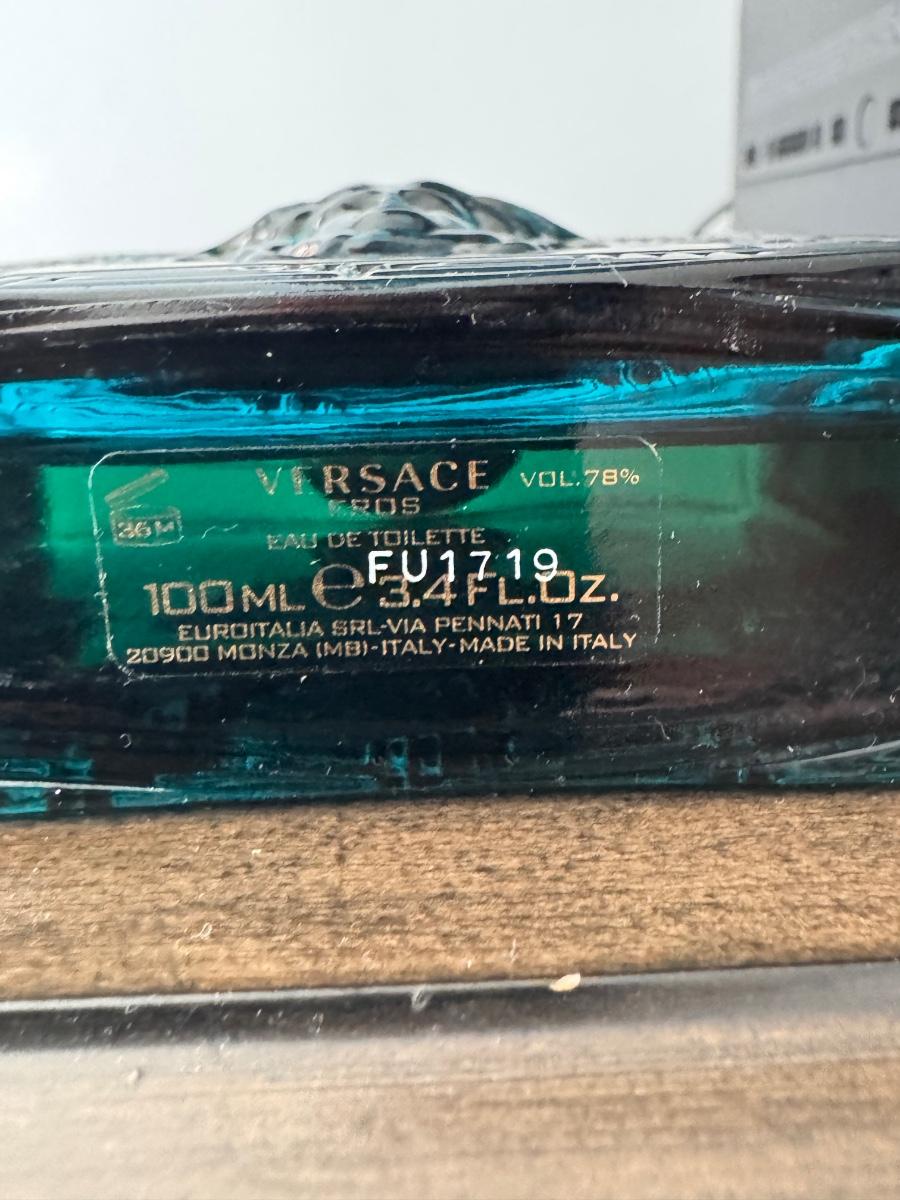 VERSACE VOL.78%
EROS
36M
EAU DE TOILETTE
FU1719
100ML e 3.4 FL.OZ.
EUROITALIA SRL-VIA PENNATI 17
20900 MONZA (MB)-ITALY-MADE IN ITALY